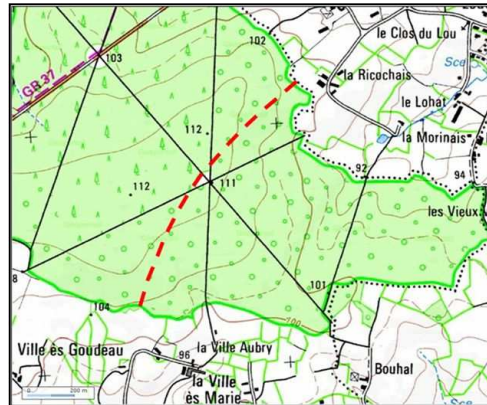 102
le Clos du Lou
103
Sce
la Ricochais
GR 37
le Lohat
112
la Morinais
92
94
111
112
les Vieux
8
101
104
100
Ville ès Goudeau
96
la Ville Aubry
la Ville
ès Marie
Bouhal
0
200 m